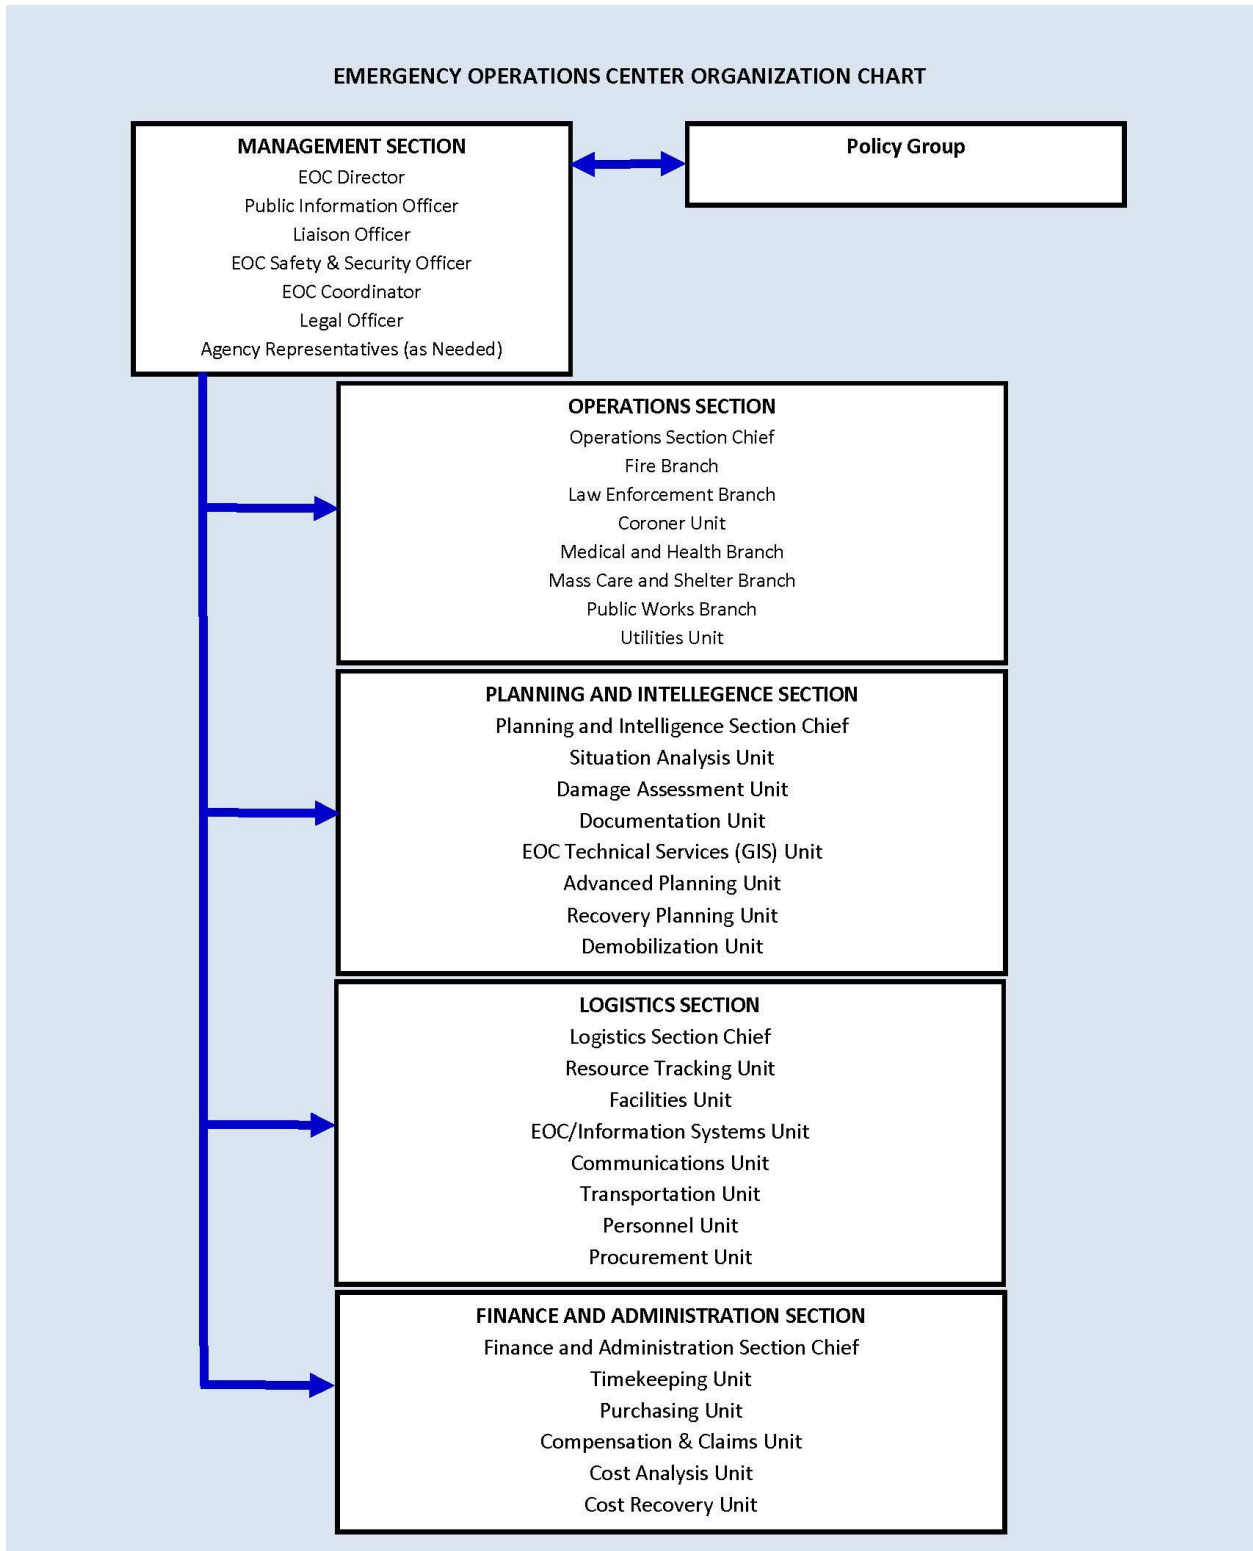 EMERGENCY OPERATIONS CENTER ORGANIZATION CHART
MANAGEMENT SECTION
EOC Director
Public Information Officer
Liaison Officer
EOC Safety & Security Officer
EOC Coordinator
Legal Officer
Agency Representatives (as Needed)
Policy Group
OPERATIONS SECTION
Operations Section Chief
Fire Branch
Law Enforcement Branch
Coroner Unit
Medical and Health Branch
Mass Care and Shelter Branch
Public Works Branch
Utilities Unit
PLANNING AND INTELLEGENCE SECTION
Planning and Intelligence Section Chief
Situation Analysis Unit
Damage Assessment Unit
Documentation Unit
EOC Technical Services (GIS) Unit
Advanced Planning Unit
Recovery Planning Unit
Demobilization Unit
LOGISTICS SECTION
Logistics Section Chief
Resource Tracking Unit
Facilities Unit
EOC/Information Systems Unit
Communications Unit
Transportation Unit
Personnel Unit
Procurement Unit
FINANCE AND ADMINISTRATION SECTION
Finance and Administration Section Chief
Timekeeping Unit
Purchasing Unit
Compensation & Claims Unit
Cost Analysis Unit
Cost Recovery Unit